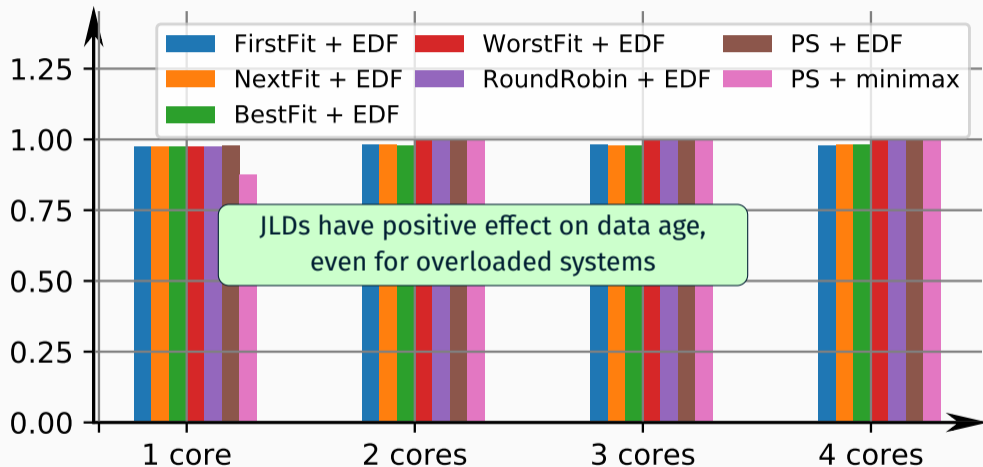 FirstFit + EDF
NextFit + EDF
BestFit + EDF
WorstFit + EDF
RoundRobin + EDF
PS + EDF
PS + minimax
1.25
1.00
0.75
0.50
0.25
0.00
JLDs have positive effect on data age,
even for overloaded systems
1 core
2 cores
3 cores
4 cores